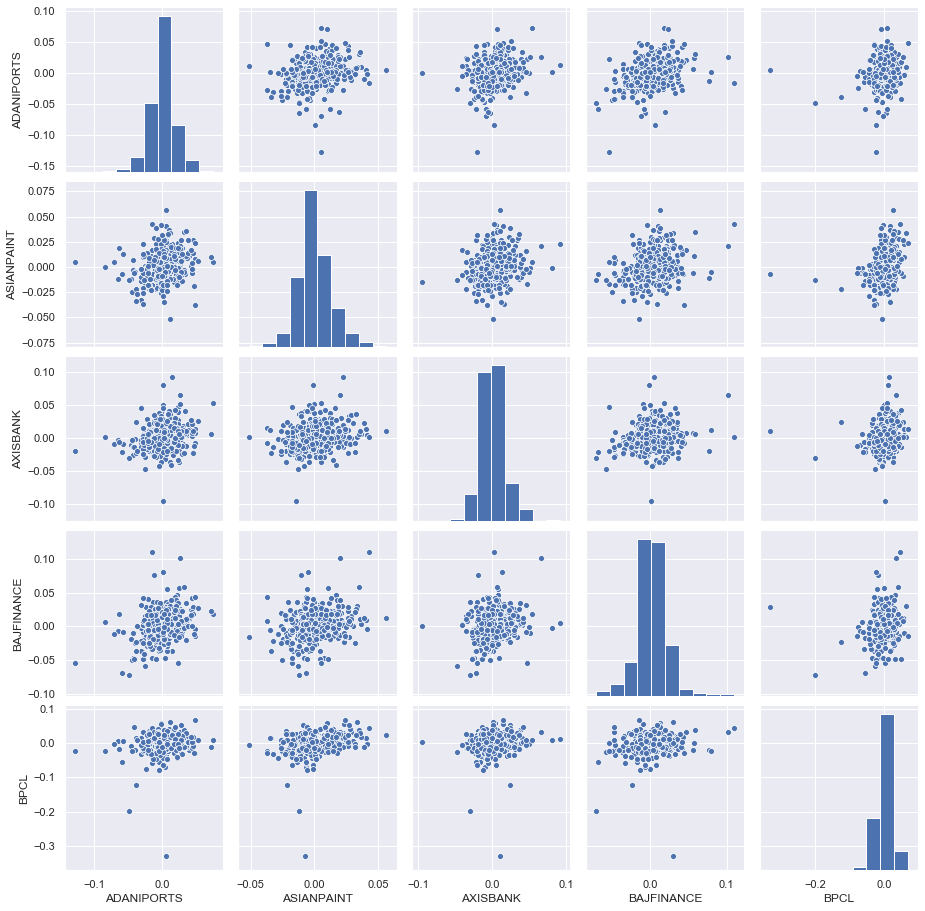 0.10
0.05
0.00
−0.05
−0.10
−0.15
ADANIPORTS
0.075
0.050
0.025
0.000
−0.025
−0.050
−0.075
ASIANPAINT
0.10
0.05
0.00
−0.05
−0.10
AXISBANK
0.10
0.05
0.00
−0.05
−0.10
BAJFINANCE
0.1
0.0
−0.1
−0.2
−0.3
BPCL
−0.1 0.0
−0.05 0.00 0.05
−0.1 0.0 0.1
0.0 0.1
−0.2 0.0
ADANIPORTS
ASIANPAINT
AXISBANK
BAJFINANCE
BPCL